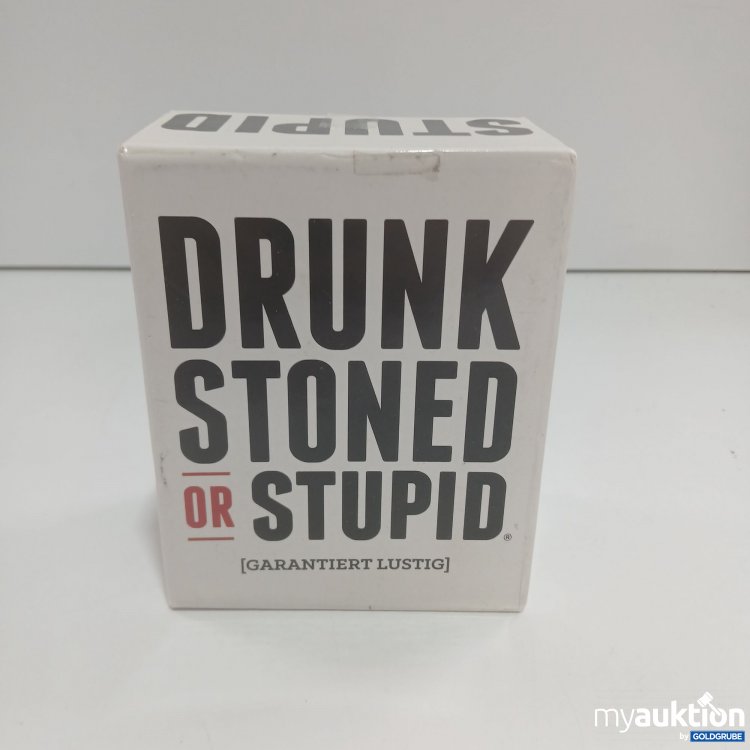 STUPID
DRUNK
STONED
OR STUPID®
[GARANTIERT LUSTIG]
myauktion
by GOLDGRUBE